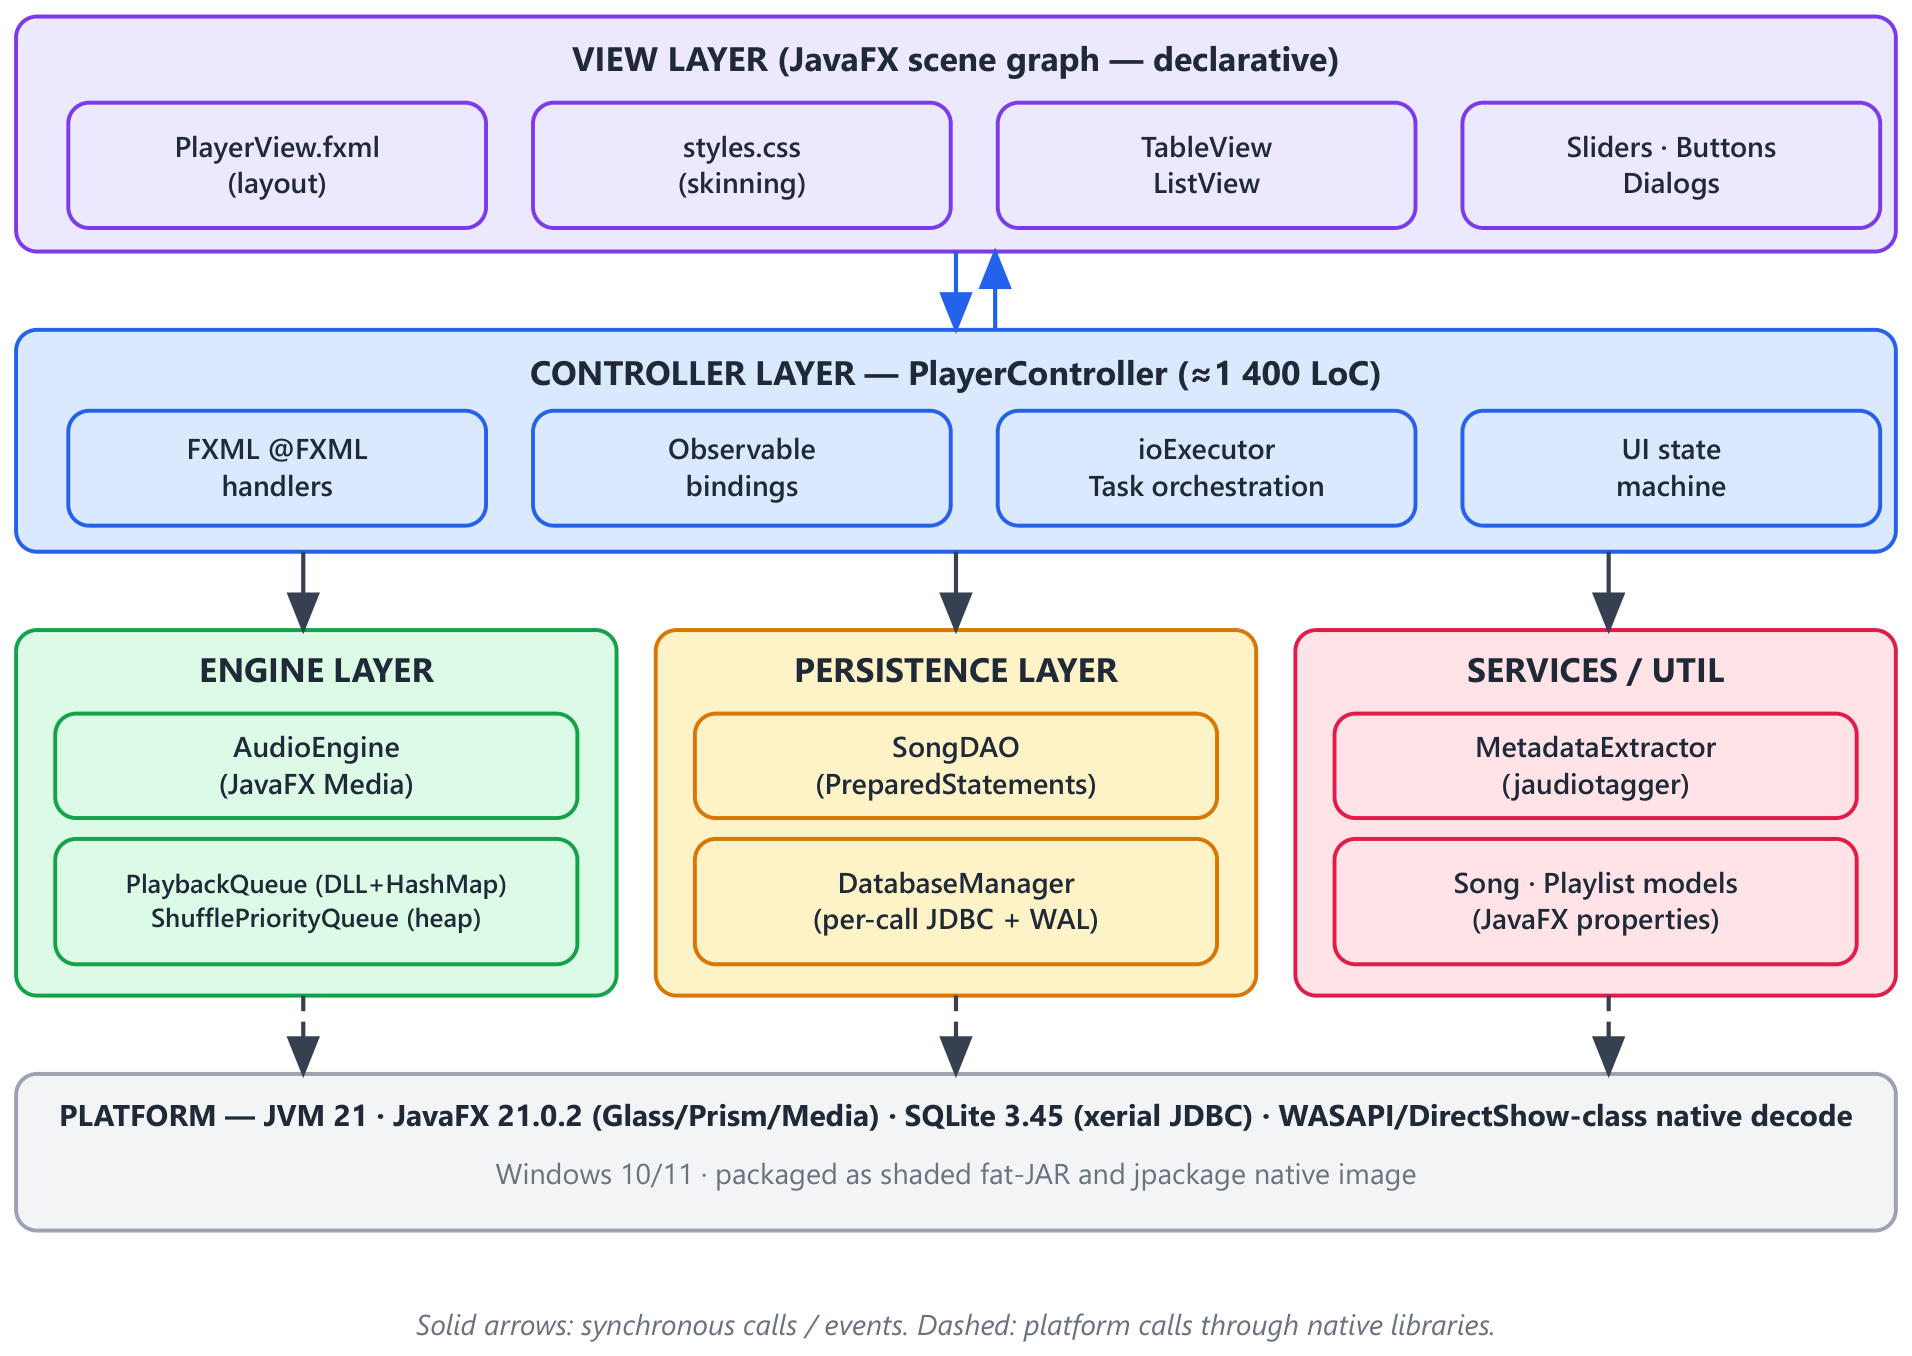 VIEW LAYER (JavaFX scene graph — declarative)
PlayerView.fxml
(layout)
styles.css
(skinning)
TableView
ListView
Sliders · Buttons
Dialogs
CONTROLLER LAYER — PlayerController (≈1 400 LoC)
FXML @FXML
handlers
Observable
bindings
ioExecutor
Task orchestration
UI state
machine
ENGINE LAYER
AudioEngine
(JavaFX Media)
PlaybackQueue (DLL+HashMap)
ShufflePriorityQueue (heap)
PERSISTENCE LAYER
SongDAO
(PreparedStatements)
DatabaseManager
(per-call JDBC + WAL)
SERVICES / UTIL
MetadataExtractor
(jaudiotagger)
Song · Playlist models
(JavaFX properties)
PLATFORM — JVM 21 · JavaFX 21.0.2 (Glass/Prism/Media) · SQLite 3.45 (xerial JDBC) · WASAPI/DirectShow-class native decode
Windows 10/11 · packaged as shaded fat-JAR and jpackage native image
Solid arrows: synchronous calls / events. Dashed: platform calls through native libraries.